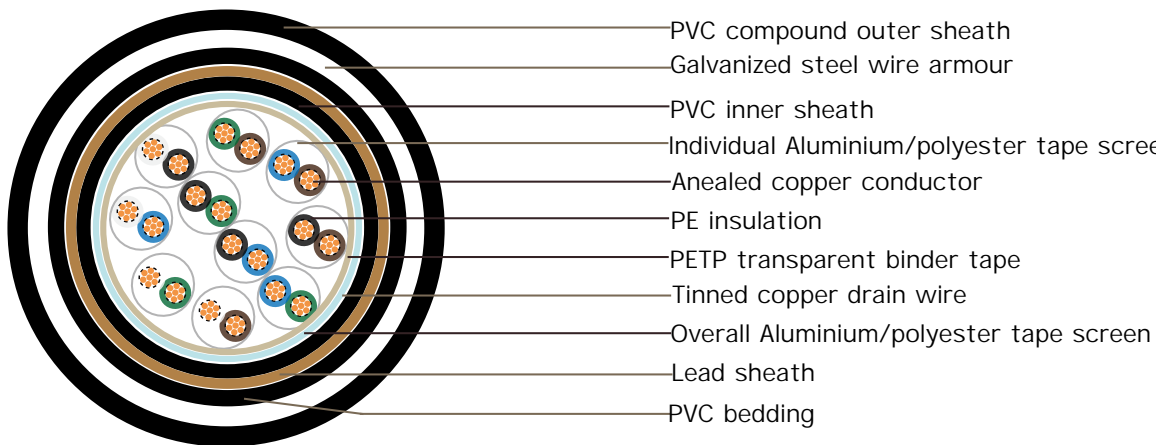 PVC compound outer sheath
Galvanized steel wire armour
PVC inner sheath
Individual Aluminium/polyester tape scree
Anealed copper conductor
PE insulation
PETP transparent binder tape
Tinned copper drain wire
Overall Aluminium/polyester tape screen
Lead sheath
PVC bedding